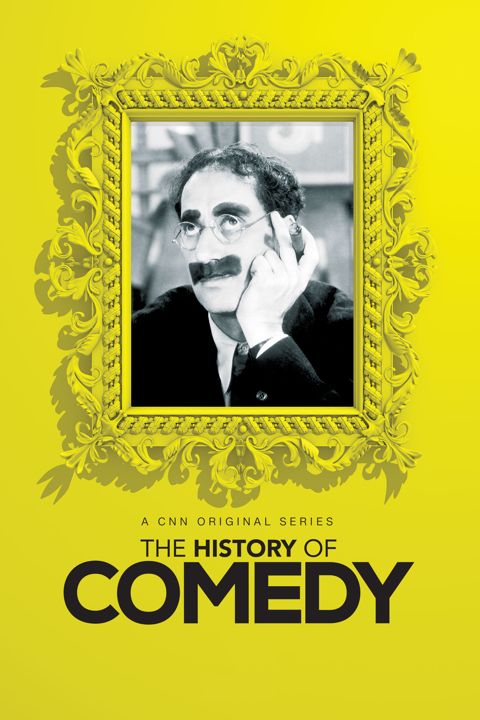 A CNN ORIGINAL SERIES
THE HISTORY OF
COMEDY